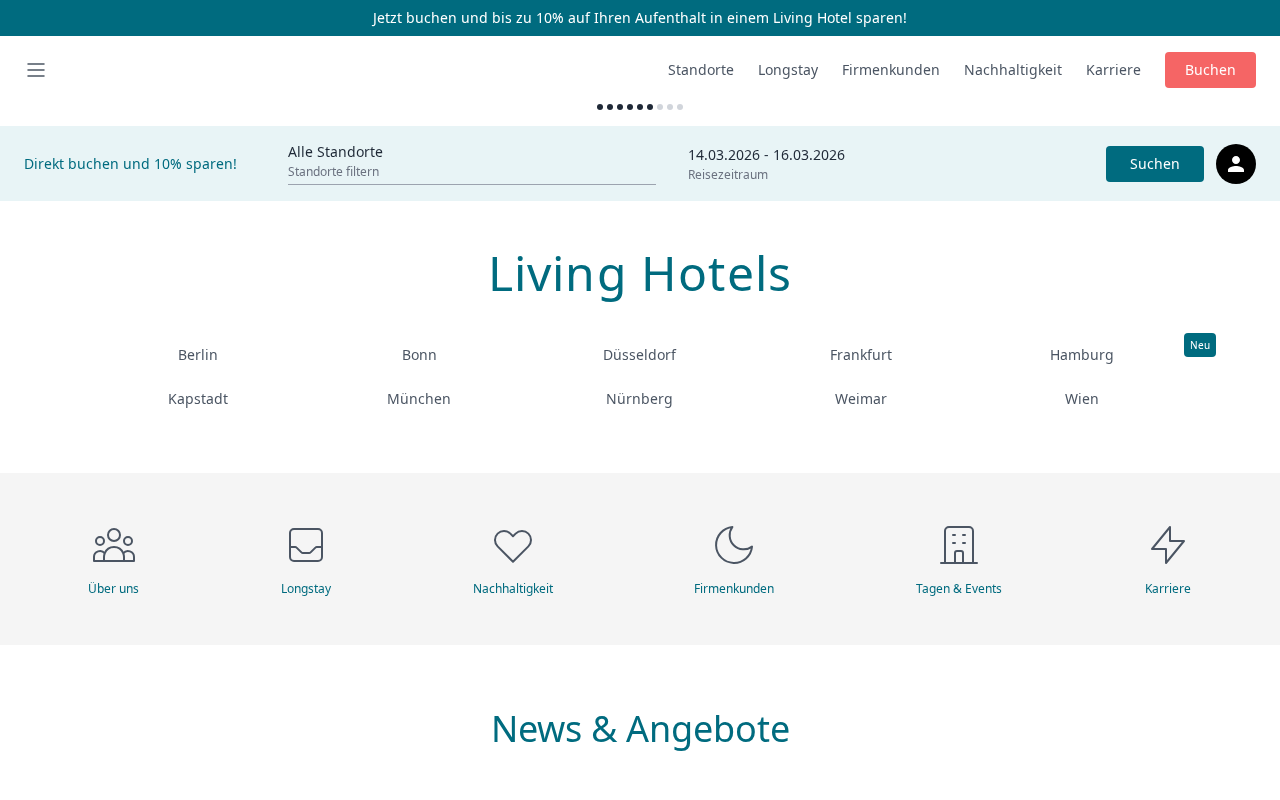 Jetzt buchen und bis zu 10% auf Ihren Aufenthalt in einem Living Hotel sparen!
Standorte Longstay Firmenkunden Nachhaltigkeit Karriere Buchen
Direkt buchen und 10% sparen!
Alle Standorte
Standorte filtern
14.03.2026 - 16.03.2026
Reisezeitraum
Suchen
Living Hotels
Berlin Bonn Düsseldorf Frankfurt Hamburg Neu
Kapstadt München Nürnberg Weimar Wien
Über uns Longstay Nachhaltigkeit Firmenkunden Tagen & Events Karriere
News & Angebote